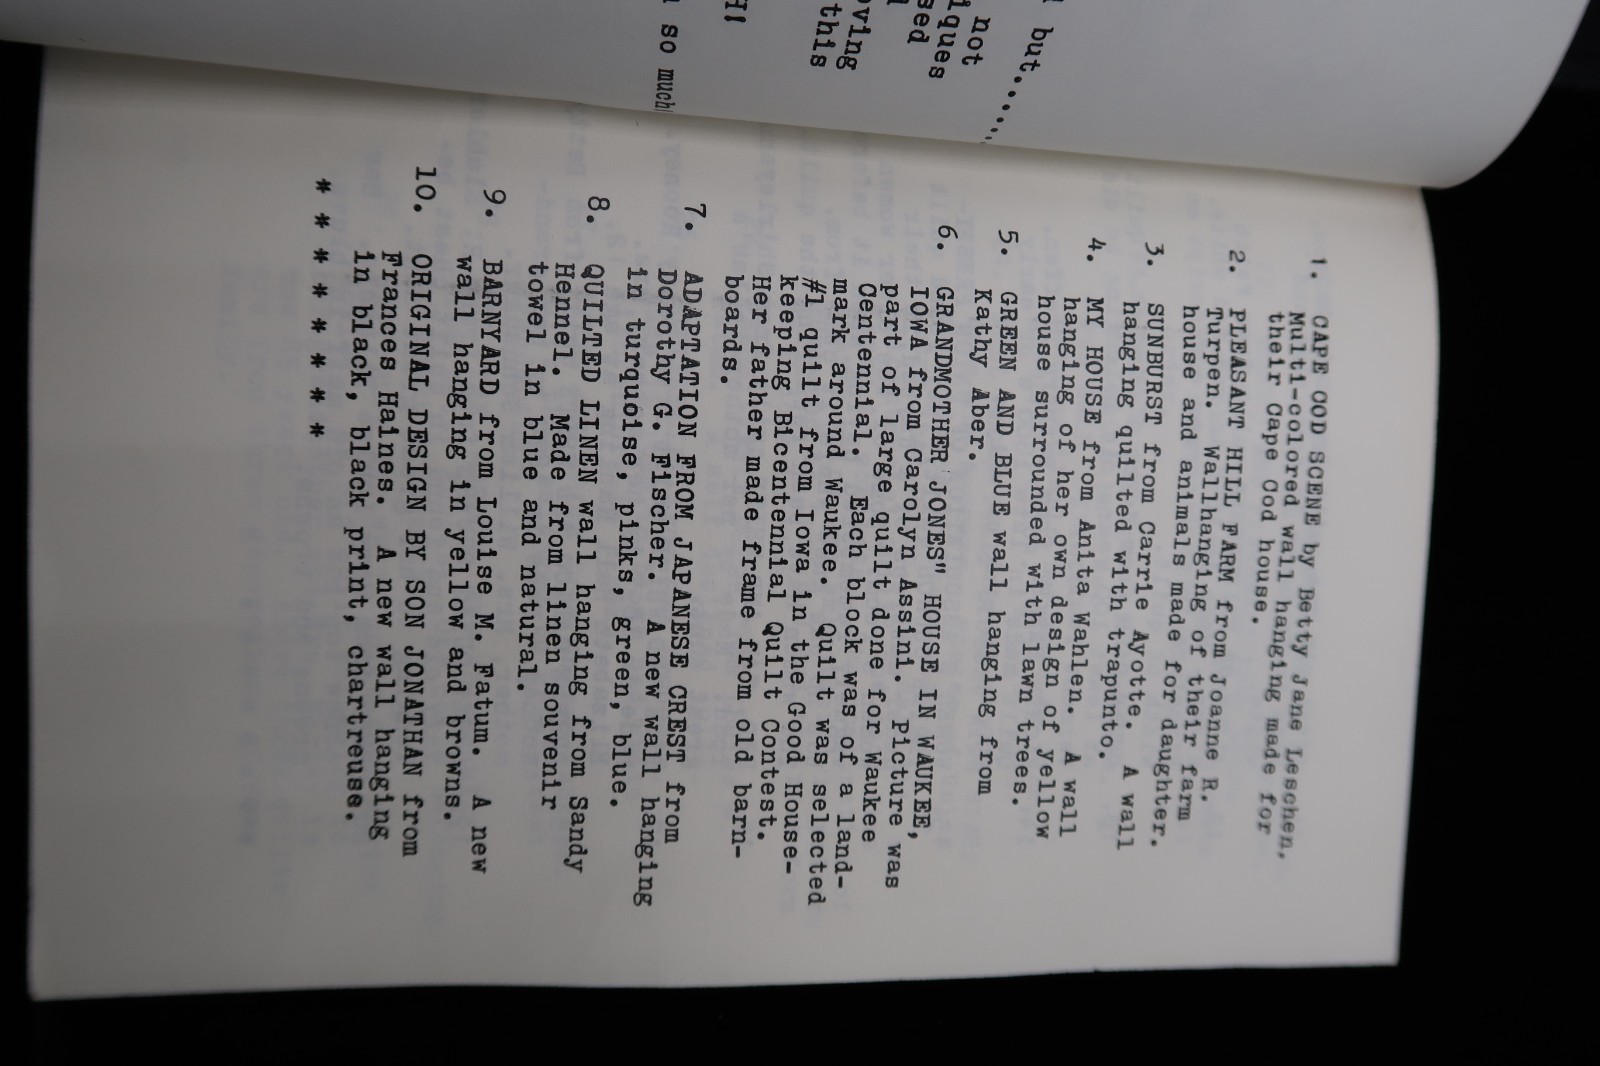 but.......
not
iques
sed
oving
this
H!
so much
1. CAPE COD SCENE by Bettty Jane Leschen.
Multi-colored wall hanging made for
their Cape Cod house.
2. PLEASANT HILL FARM from Joanne R.
Turpen. Wallhanging of their farm
house and animals made for daughter.
3. SUNBURST from Carrie Ayotte. A wall
hanging quilted with trapunto.
4. MY HOUSE from Anita Wahlen. A wall
hanging of her own design of yellow
house surrounded with lawn trees.
5. GREEN AND BLUE wall hanging from
Kathy Aber.
6. GRANDMOTHER JONES" HOUSE IN WAUKEE,
IOWA from Carolyn Assini. Picture was
part of large quilt done for Waukee
Centennial. Each block was of a land-
mark around Waukee. Quilt was selected
#1 quilt from Iowa in the Good House-
keeping Bicentennial Quilt Contest.
Her father made frame from old barn-
boards.
7. ADAPTATION FROM JAPANESE CREST from
Dorothy G. Fischer. A new wall hanging
in turquoise, pinks, green, blue.
8. QUILTED LINEN wall hanging from Sandy
Hennel. Made from linen souvenir
towel in blue and natural.
9. BARNYARD from Louise M. Fatum. A new
wall hanging in yellow and browns.
10. ORIGINAL DESIGN BY SON JONATHAN from
Frances Haines. A new wall hanging
in black, black print, chartreuse.
* * * * * * * *